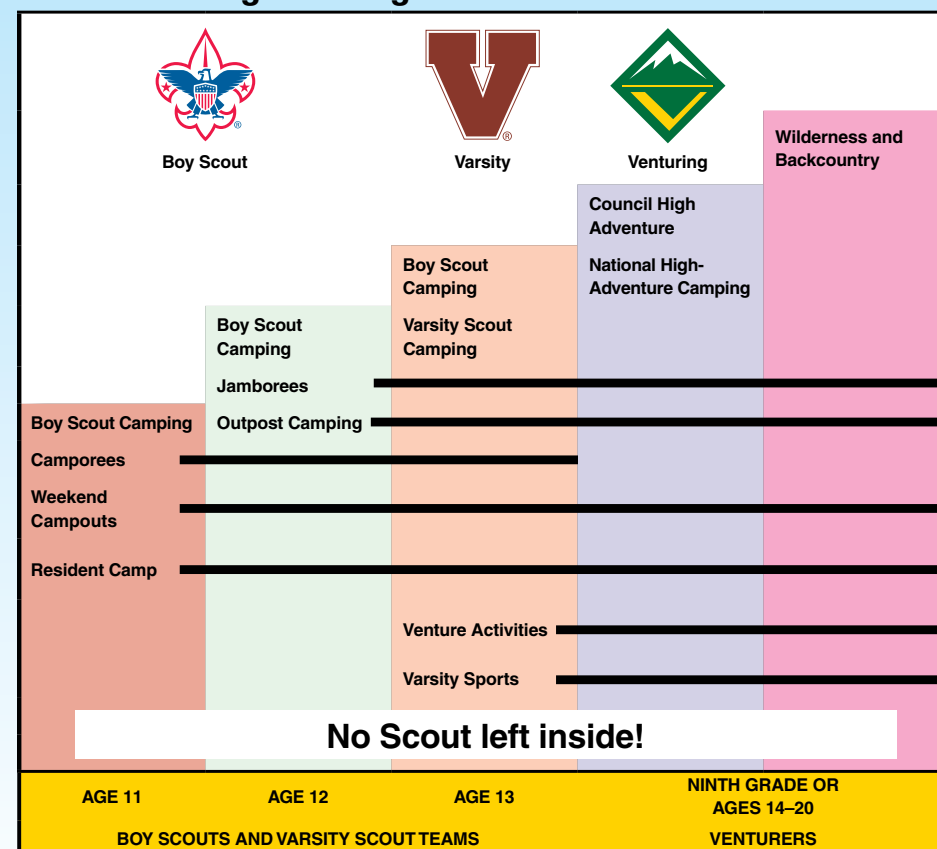 Boy Scout
Varsity
Venturing
Wilderness and
Backcountry
Council High
Adventure
National High-
Adventure Camping
Boy Scout
Camping
Varsity Scout
Camping
Boy Scout
Camping
Jamborees
Outpost Camping
Boy Scout Camping
Camporees
Weekend
Campouts
Resident Camp
Venture Activities
Varsity Sports
No Scout left inside!
AGE 11
AGE 12
AGE 13
NINTH GRADE OR
AGES 14–20
BOY SCOUTS AND VARSITY SCOUT TEAMS
VENTURERS